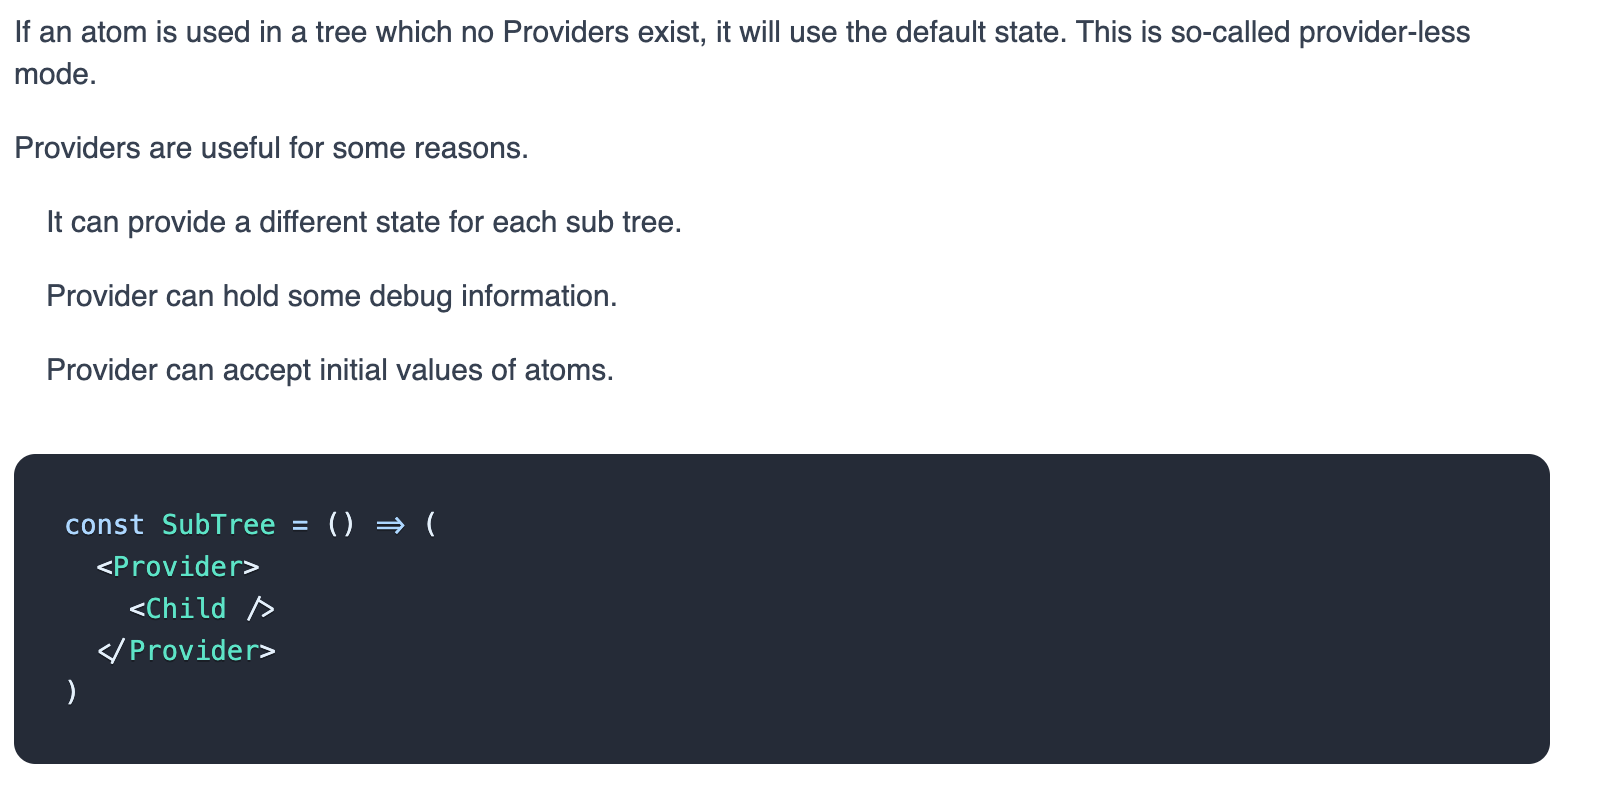 If an atom is used in a tree which no Providers exist, it will use the default state. This is so-called provider-less
mode.
Providers are useful for some reasons.
It can provide a different state for each sub tree.
Provider can hold some debug information.
Provider can accept initial values of atoms.
const SubTree = () => (
  <Provider>
    <Child />
  </Provider>
)